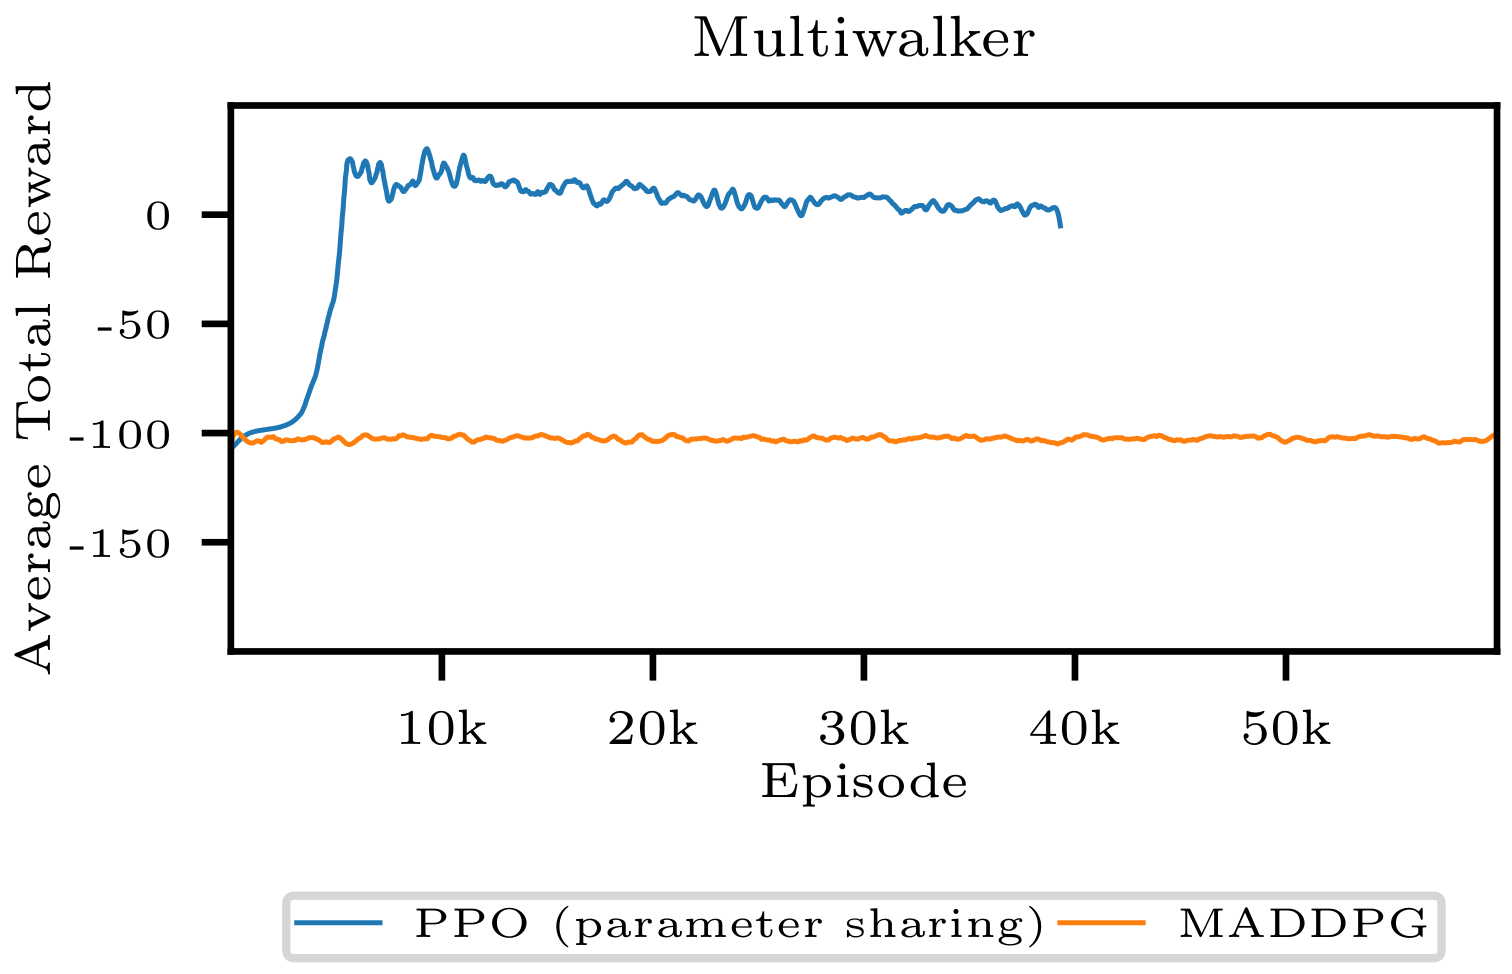 Multiwalker
Average Total Reward
0
-50
-100
-150
10k 20k 30k 40k 50k
Episode
PPO (parameter sharing) MADDPG